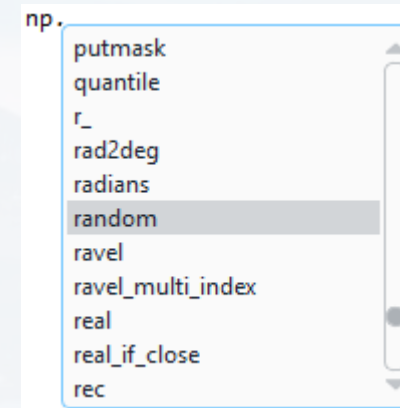 np.
putmask
quantile
r_
rad2deg
radians
random
ravel
ravel_multi_index
real
real_if_close
rec